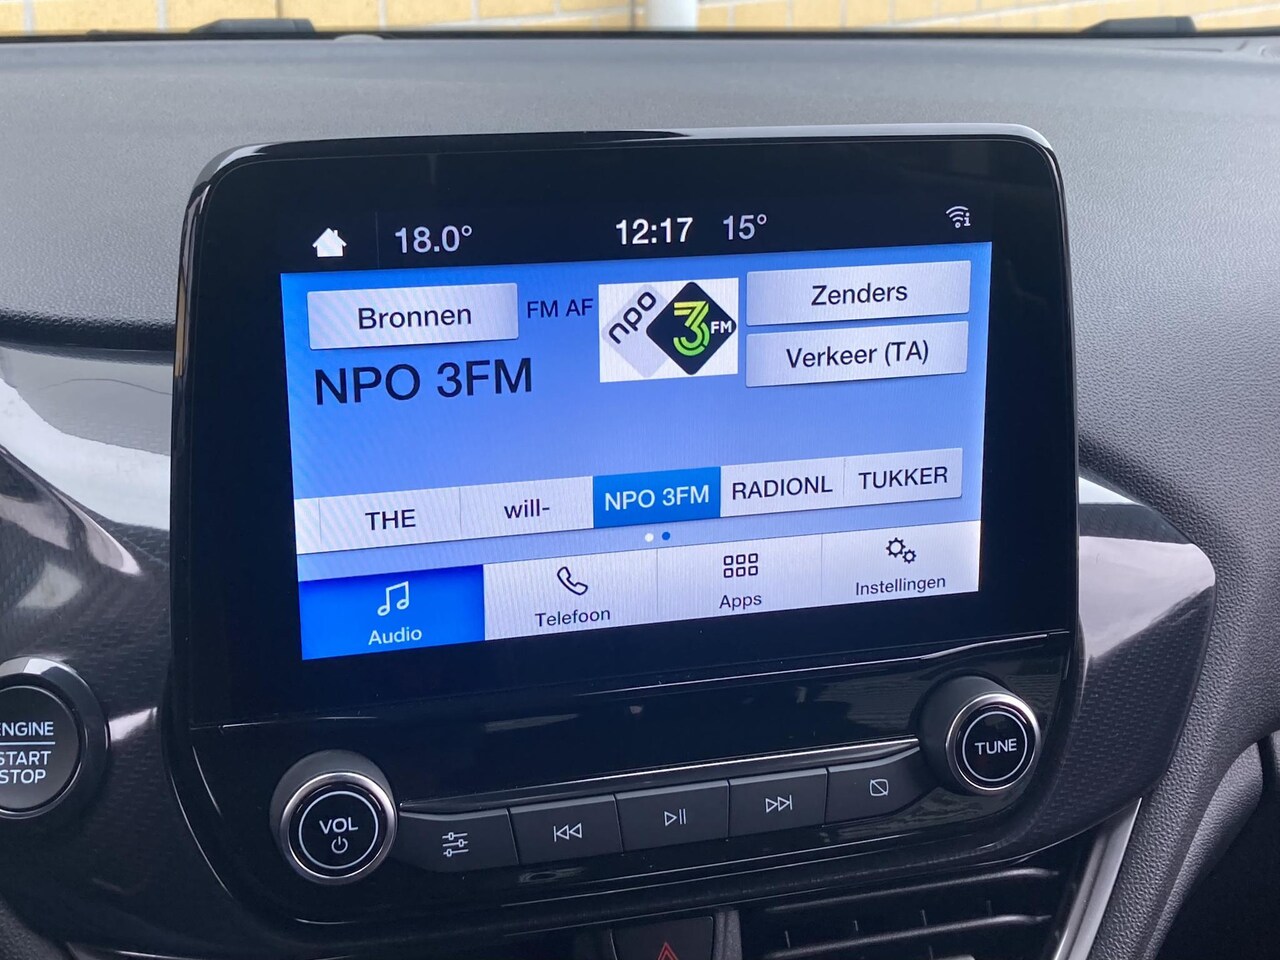 18.0°
12:17
15°
Bronnen
FM AF
npo 3FM
Zenders
Verkeer (TA)
NPO 3FM
THE
will-
NPO 3FM
RADIONL
TUKKER
Audio
Telefoon
Apps
Instellingen
ENGINE
START
STOP
VOL
TUNE